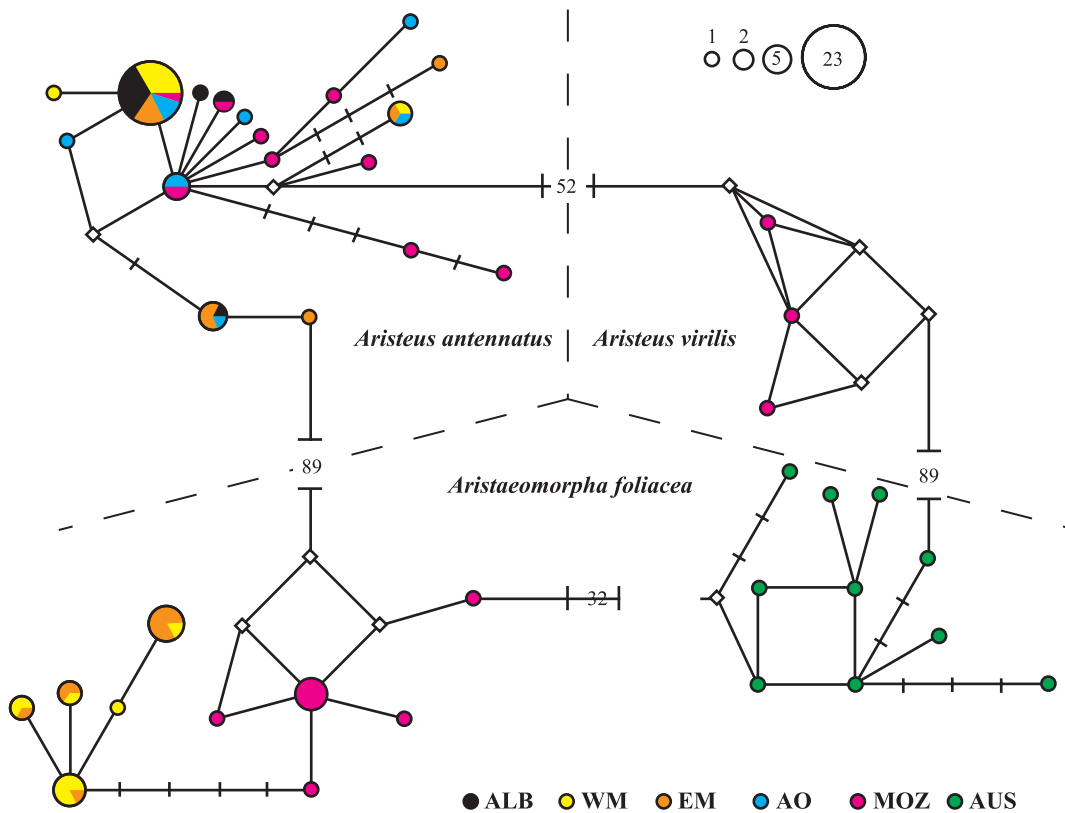 1 2 5 23
52
Aristeus antennatus Aristeus virilis
89 89
Aristaeomorpha foliacea
32
ALB WM EM AO MOZ AUS